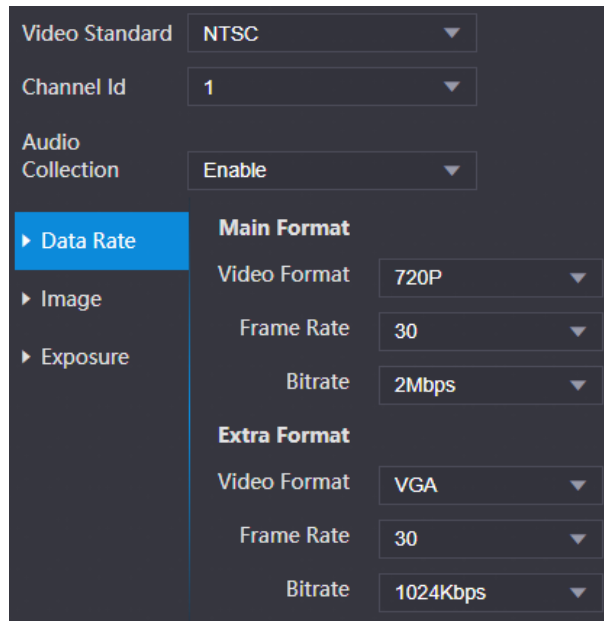 Video Standard NTSC
Channel Id 1
Audio
Collection Enable
Data Rate
Image
Exposure
Main Format
Video Format 720P
Frame Rate 30
Bitrate 2Mbps
Extra Format
Video Format VGA
Frame Rate 30
Bitrate 1024Kbps